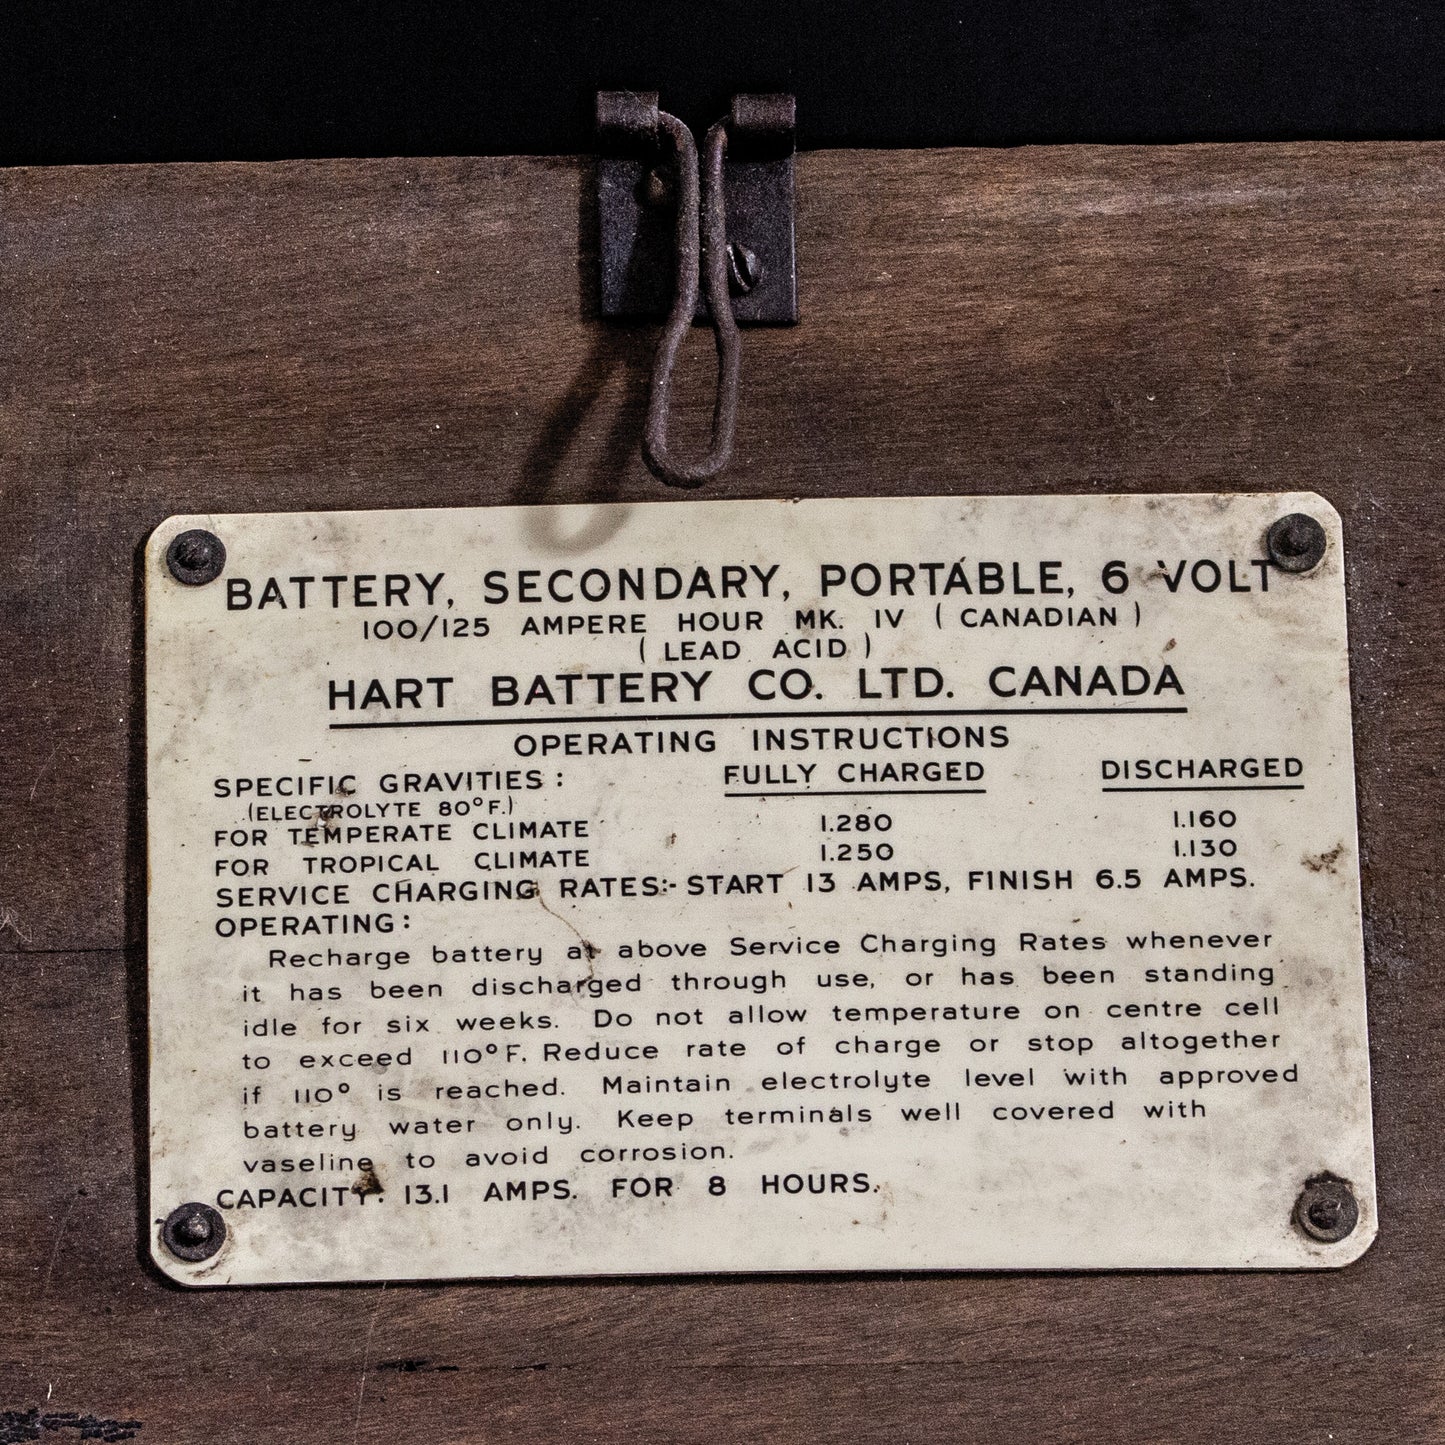 BATTERY, SECONDARY, PORTABLE, 6 VOLT
100/125 AMPERE HOUR MK. IV (CANADIAN)
(LEAD ACID)
HART BATTERY CO. LTD. CANADA
OPERATING INSTRUCTIONS
SPECIFIC GRAVITIES: FULLY CHARGED DISCHARGED
(ELECTROLYTE 80°F.)
FOR TEMPERATE CLIMATE 1.280 1.160
FOR TROPICAL CLIMATE 1.250 1.130
SERVICE CHARGING RATES:- START 13 AMPS, FINISH 6.5 AMPS.
OPERATING:
Recharge battery at above Service Charging Rates whenever
it has been discharged through use, or has been standing
idle for six weeks. Do not allow temperature on centre cell
to exceed 110°F. Reduce rate of charge or stop altogether
if 110° is reached. Maintain electrolyte level with approved
battery water only. Keep terminals well covered with
vaseline to avoid corrosion.
CAPACITY: 13.1 AMPS. FOR 8 HOURS.